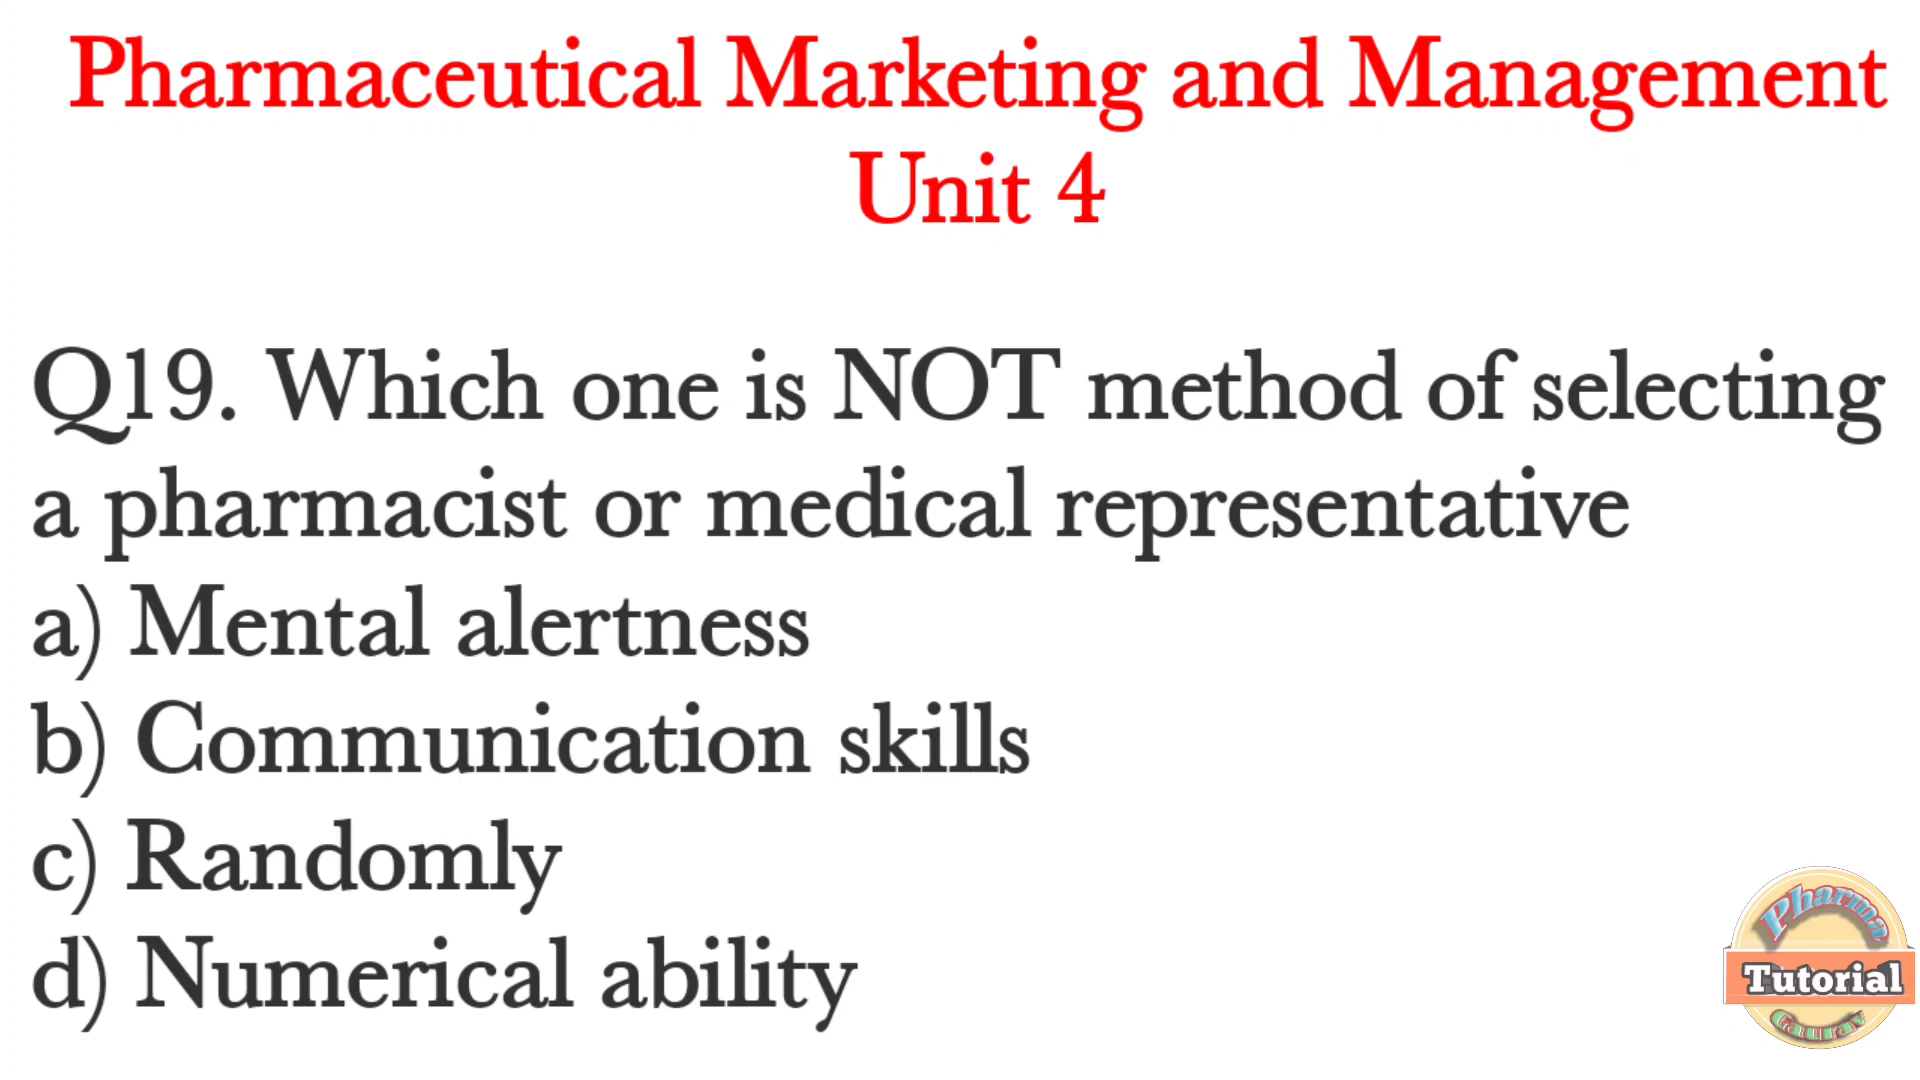 Pharmaceutical Marketing and Management
Unit 4
Q19. Which one is NOT method of selecting
a pharmacist or medical representative
a) Mental alertness
b) Communication skills
c) Randomly
d) Numerical ability
Pharma
Tutorial
Gaurav